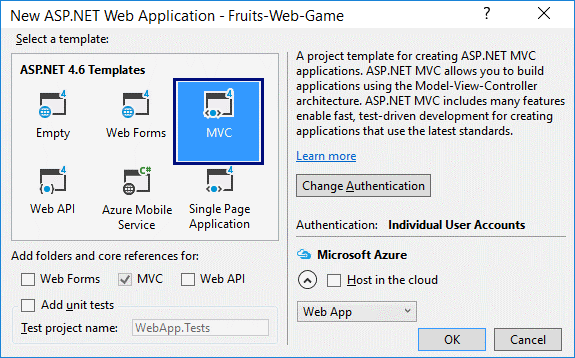 New ASP.NET Web Application - Fruits-Web-Game
Select a template:
ASP.NET 4.6 Templates
4
Empty
4
Web Forms
4
MVC
4
Web API
C#
Azure Mobile
Service
4
Single Page
Application
Add folders and core references for:
Web Forms
MVC
Web API
Add unit tests
Test project name:
WebApp.Tests
A project template for creating ASP.NET MVC
applications. ASP.NET MVC allows you to build
applications using the Model-View-Controller
architecture. ASP.NET MVC includes many features
enable fast, test-driven development for creating
applications that use the latest standards.
Learn more
Change Authentication
Authentication: Individual User Accounts
Microsoft Azure
Host in the cloud
Web App
OK
Cancel